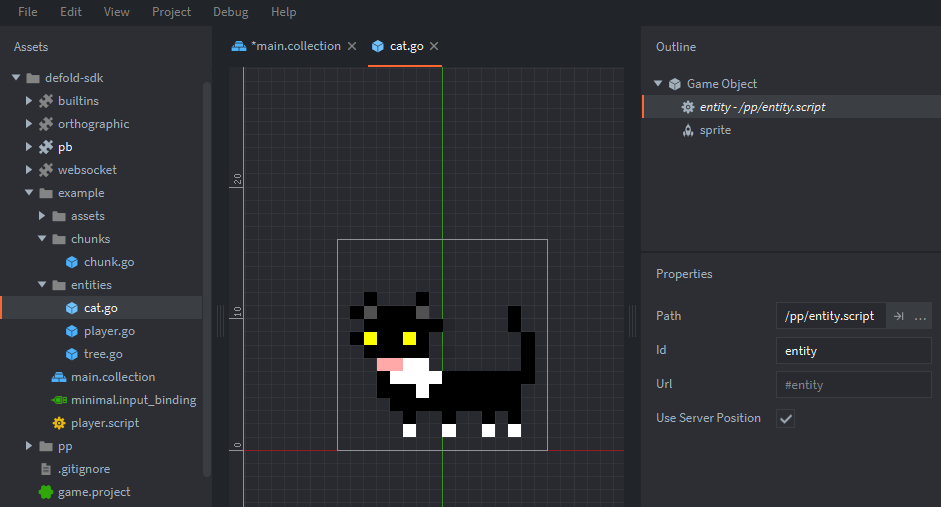 File Edit View Project Debug Help
Assets
defold-sdk
builtins
orthographic
pb
websocket
example
assets
chunks
chunk.go
entities
cat.go
player.go
tree.go
main.collection
minimal.input_binding
player.script
pp
.gitignore
game.project
*main.collection
cat.go
20
10
0
Outline
Game Object
entity - /pp/entity.script
sprite
Properties
Path /pp/entity.script ...
Id entity
Url #entity
Use Server Position